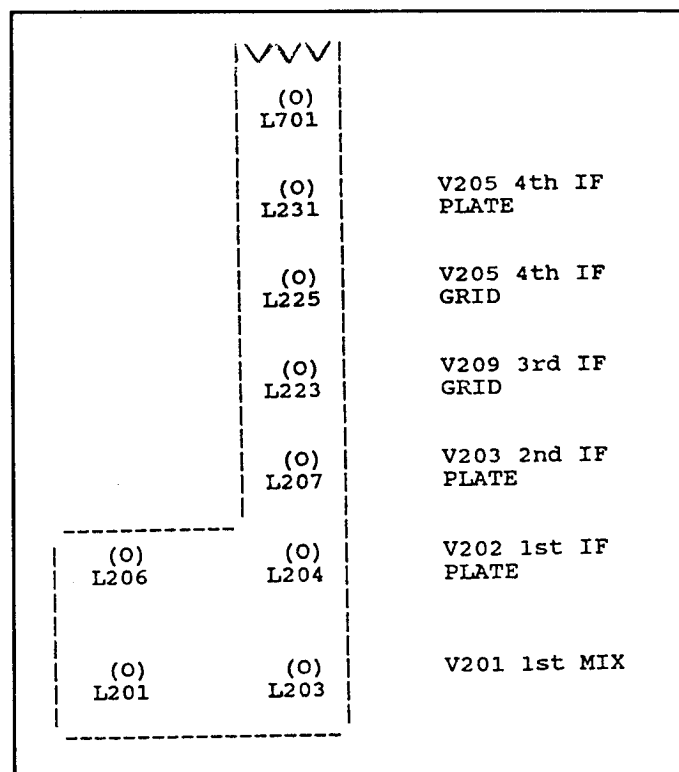 (O)
L701
(O)
L231
V205 4th IF
PLATE
(O)
L225
V205 4th IF
GRID
(O)
L223
V209 3rd IF
GRID
(O)
L207
V203 2nd IF
PLATE
(O) (O)
L206 L204
V202 1st IF
PLATE
(O) (O)
L201 L203
V201 1st MIX